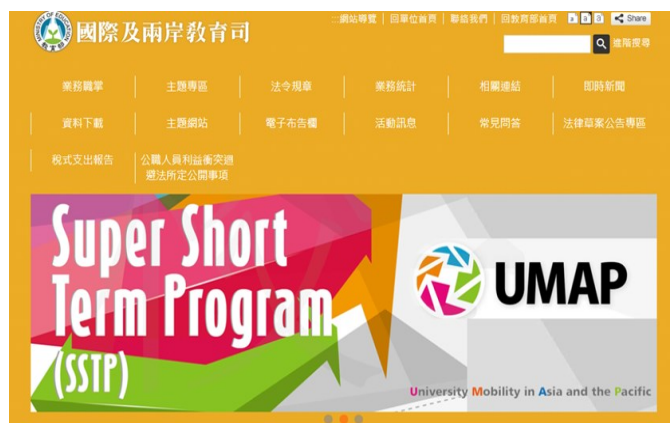 MINISTRY OF EDUCATION
教育部
國際及兩岸教育司
:::網站導覽 | 回單位首頁 | 聯絡我們 | 回教育部首頁 a a a Share
進階搜尋
業務職掌 主題專區 法令規章 業務統計 相關連結 即時新聞
資料下載 主題網站 電子布告欄 活動訊息 常見問答 法律草案公告專區
稅式支出報告 公職人員利益衝突迴
避法所定公開事項
Super Short
Term Program
(SSTP)
UMAP
University Mobility in Asia and the Pacific